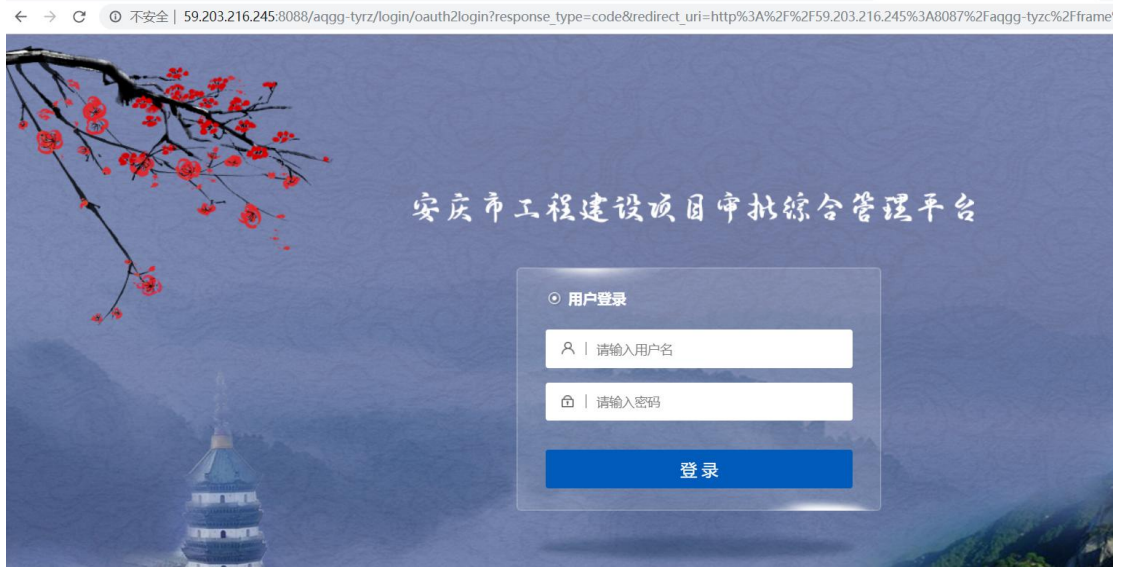 不安全 | 59.203.216.245:8088/aqgg-tyrz/login/oauth2login?response_type=code&redirect_uri=http%3A%2F%2F59.203.216.245%3A8087%2Faqgg-tyzc%2Fframe
安庆市工程建设项目审批综合管理平台
用户登录
请输入用户名
请输入密码
登录